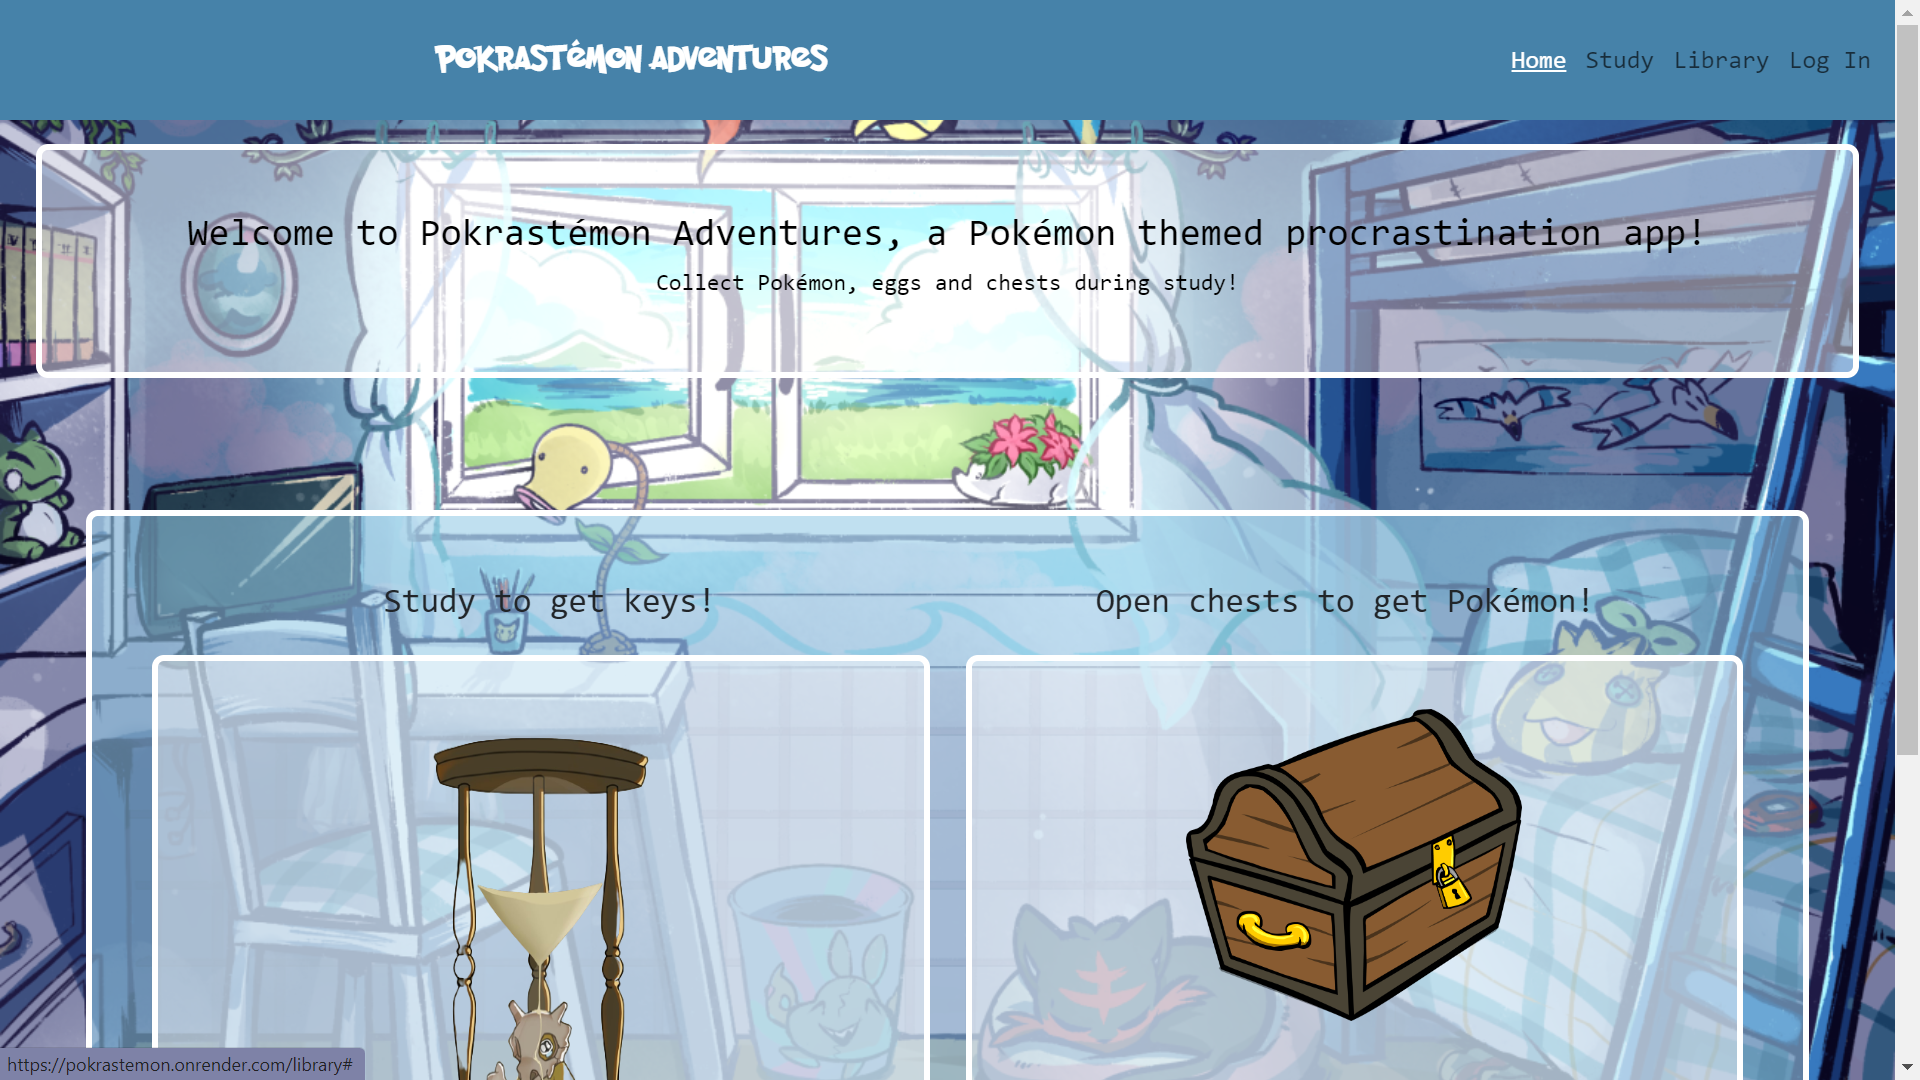 POKRASTéMON ADVENTURES
Home Study Library Log In
Welcome to Pokrastémon Adventures, a Pokémon themed procrastination app!
Collect Pokémon, eggs and chests during study!
Study to get keys!
Open chests to get Pokémon!
https://pokrastemon.onrender.com/library#